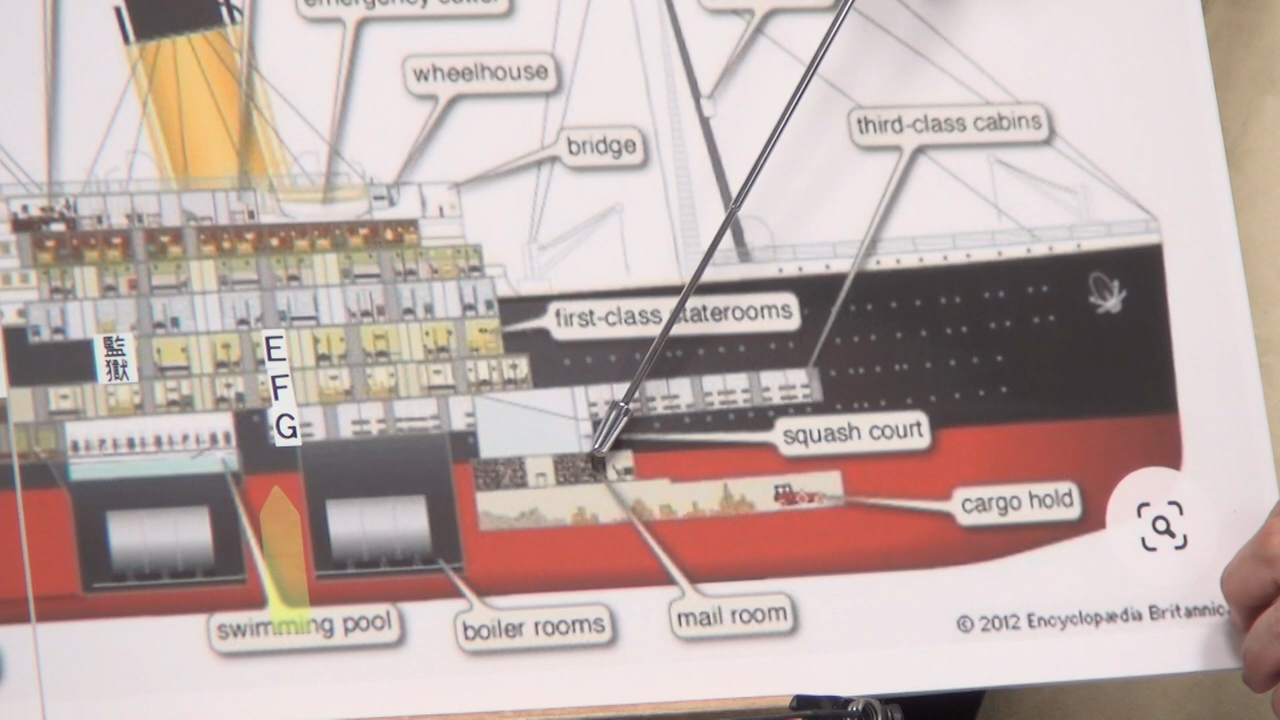 emergency
wheelhouse
bridge
third-class cabins
first-class staterooms
監
獄
E
F
G
squash court
cargo hold
swimming pool
boiler rooms
mail room
© 2012 Encyclopædia